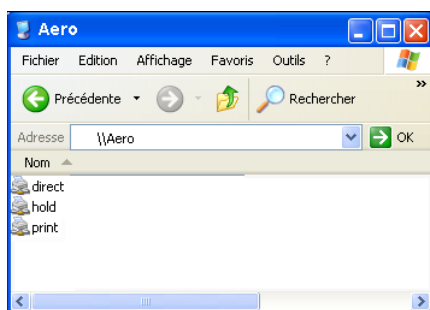 Aero
Fichier Edition Affichage Favoris Outils ?
Précédente Rechercher »
Adresse \\Aero OK
Nom
direct
hold
print